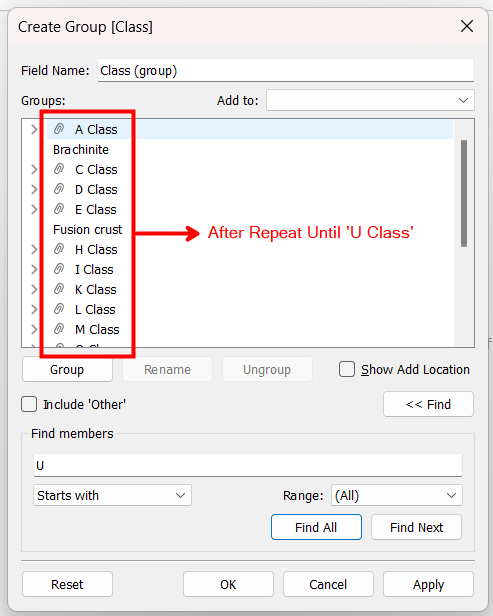 Create Group [Class]
Field Name: Class (group)
Groups: Add to:
A Class
Brachinite
C Class
D Class
E Class
Fusion crust
After Repeat Until 'U Class'
H Class
I Class
K Class
L Class
M Class
Group Rename Ungroup Show Add Location
Include 'Other' << Find
Find members
U
Starts with Range: (All)
Find All Find Next
Reset OK Cancel Apply